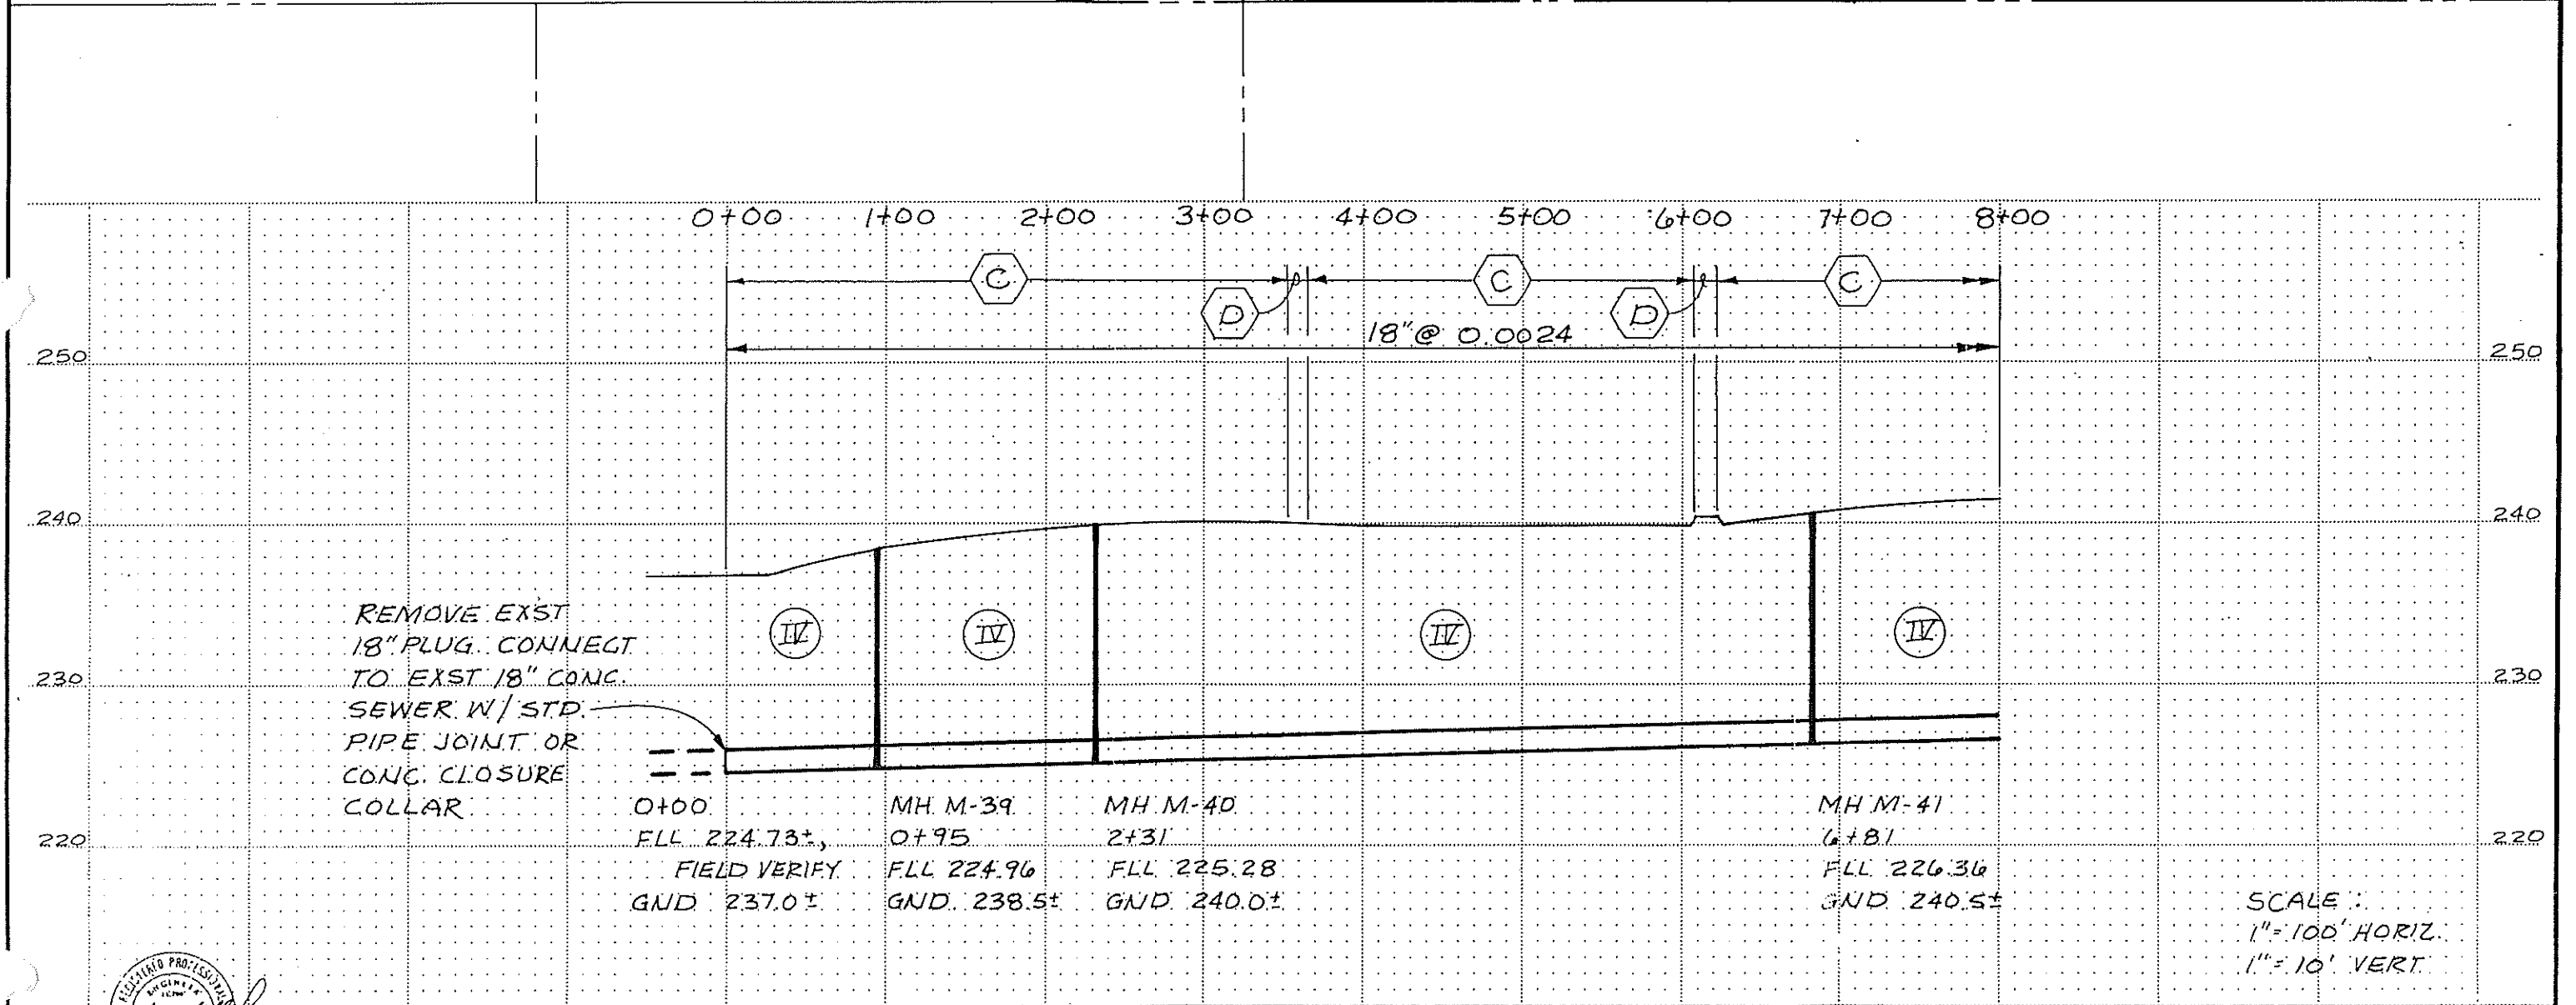 0+00 1+00 2+00 3+00 4+00 5+00 6+00 7+00 8+00
C C C
D D
18"@ 0.0024
250 250
240 240
IV IV IV IV
REMOVE EXST
18" PLUG. CONNECT
TO EXST 18" CONC.
SEWER W/ STD.
PIPE JOINT OR
CONC. CLOSURE
COLLAR
230 230
0+00
FLL 224.73±,
FIELD VERIFY
GND 237.0±
MH M-39
0+95
FLL 224.96
GND. 238.5±
MH M-40
2+31
FLL 225.28
GND 240.0±
MH M-41
6+81
FLL 226.36
GND 240.5±
220 220
SCALE:
1"=100' HORIZ.
1"=10' VERT.
REGISTERED PROFESSIONAL
ENGINEER